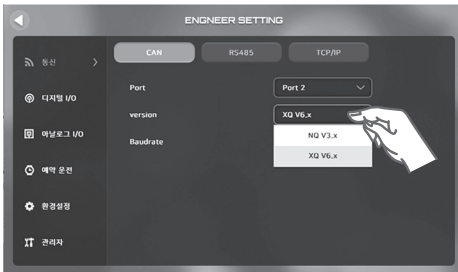 ENGNEER SETTING
통신
디지털 I/O
아날로그 I/O
예약 운전
환경설정
관리자
CAN RS485 TCP/IP
Port Port 2
version XQ V6.x
Baudrate
NQ V3.x
XQ V6.x